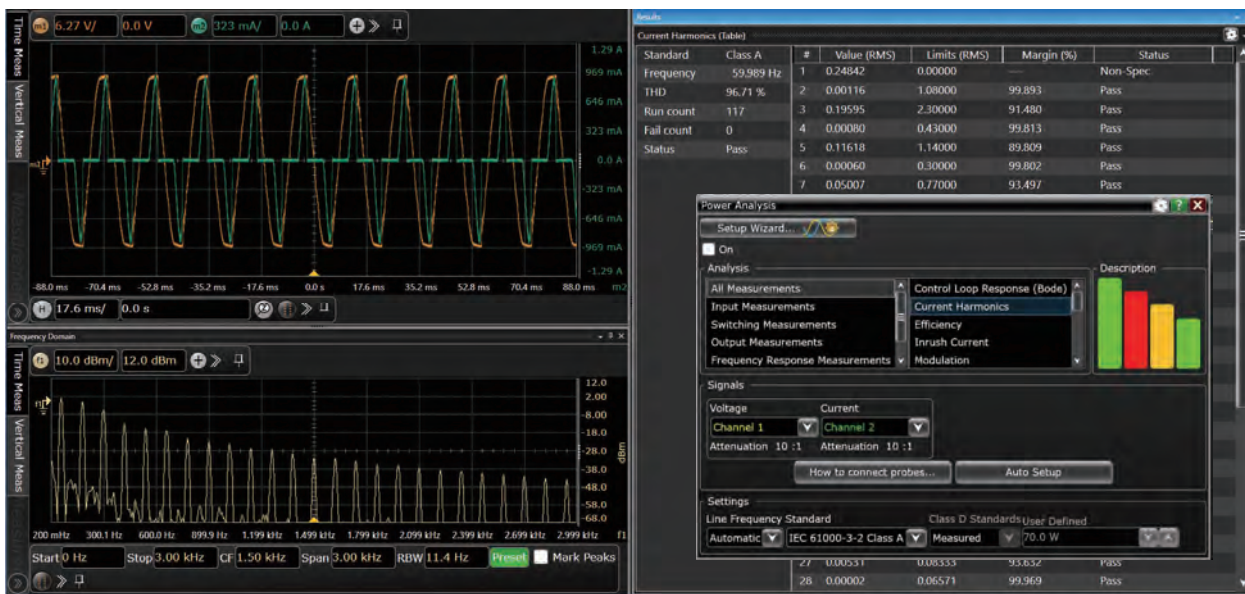 Time Meas
Vertical Meas
m1 6.27 V/ 0.0 V m2 323 mA/ 0.0 A
1.29 A
969 mA
646 mA
323 mA
0.0 A
-323 mA
-646 mA
-969 mA
-1.29 A
m2
-88.0 ms -70.4 ms -52.8 ms -35.2 ms -17.6 ms 0.0 s 17.6 ms 35.2 ms 52.8 ms 70.4 ms 88.0 ms m2
H 17.6 ms/ 0.0 s
Frequency Domain
Time Meas
Vertical Meas
f1 10.0 dBm/ 12.0 dBm
12.0
2.00
-8.00
-18.0
-28.0
-38.0
-48.0
-58.0
-68.0
dBm
f1
200 mHz 300.1 Hz 600.0 Hz 899.9 Hz 1.199 kHz 1.499 kHz 1.799 kHz 2.099 kHz 2.399 kHz 2.699 kHz 2.999 kHz f1
Start 0 Hz Stop 3.00 kHz CF 1.50 kHz Span 3.00 kHz RBW 11.4 Hz Preset Mark Peaks
Results
Current Harmonics (Table)
Standard Class A
Frequency 59.989 Hz
THD 96.71 %
Run count 117
Fail count 0
Status Pass
# Value (RMS) Limits (RMS) Margin (%) Status
1 0.24842 0.00000 — Non-Spec
2 0.00116 1.08000 99.893 Pass
3 0.19595 2.30000 91.480 Pass
4 0.00080 0.43000 99.813 Pass
5 0.11618 1.14000 89.809 Pass
6 0.00060 0.30000 99.802 Pass
7 0.05007 0.77000 93.497 Pass
Power Analysis ? X
Setup Wizard...
On
Analysis
All Measurements
Input Measurements
Switching Measurements
Output Measurements
Frequency Response Measurements
Control Loop Response (Bode)
Current Harmonics
Efficiency
Inrush Current
Modulation
Description
Signals
Voltage Current
Channel 1 Channel 2
Attenuation 10 :1 Attenuation 10 :1
How to connect probes... Auto Setup
Settings
Line Frequency Standard Class D Standards User Defined
Automatic IEC 61000-3-2 Class A Measured 70.0 W
27 0.00531 0.08333 93.632 Pass
28 0.00002 0.06571 99.969 Pass